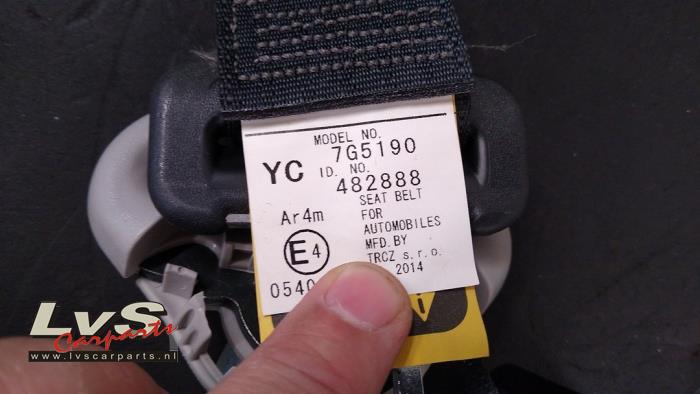 MODEL NO.
YC 7G5190
ID. NO.
482888
SEAT BELT
Ar4m FOR
AUTOMOBILES
E4 MFD. BY
TRCZ s.r.o.
2014
i
LvS
Carparts
www.lvscarparts.nl